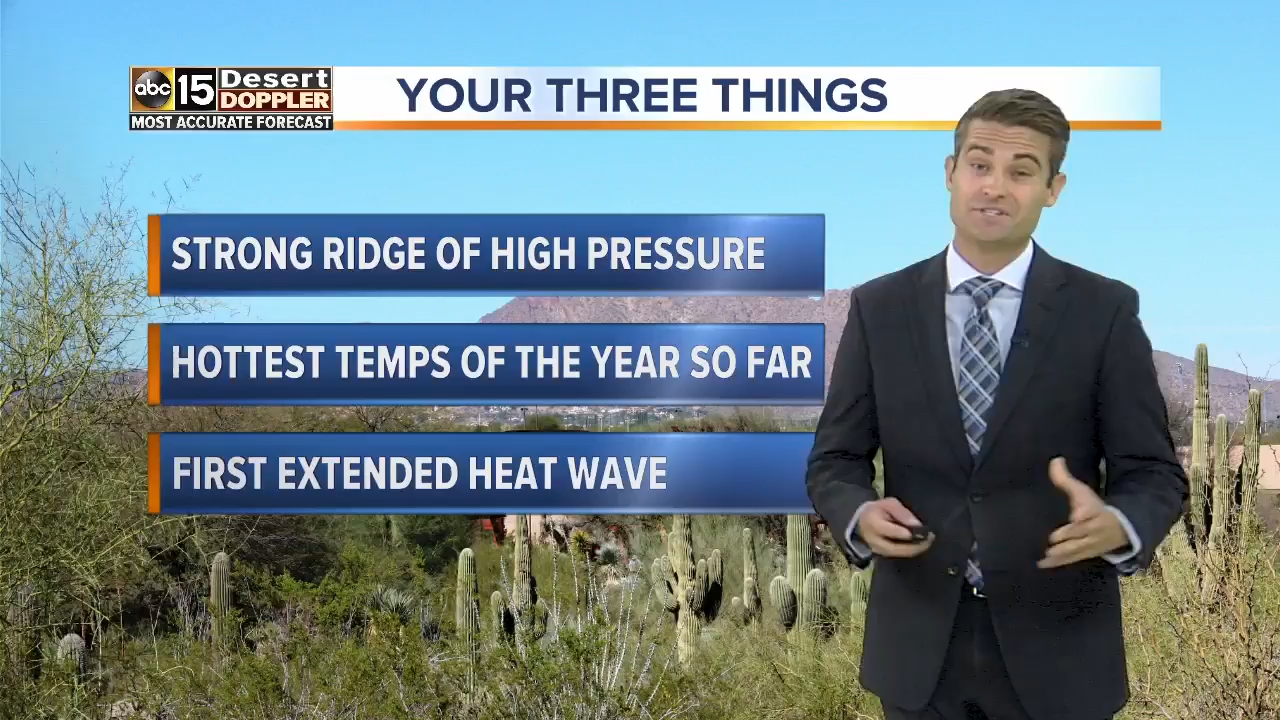 abc 15 Desert DOPPLER
MOST ACCURATE FORECAST
YOUR THREE THINGS
STRONG RIDGE OF HIGH PRESSURE
HOTTEST TEMPS OF THE YEAR SO FAR
FIRST EXTENDED HEAT WAVE